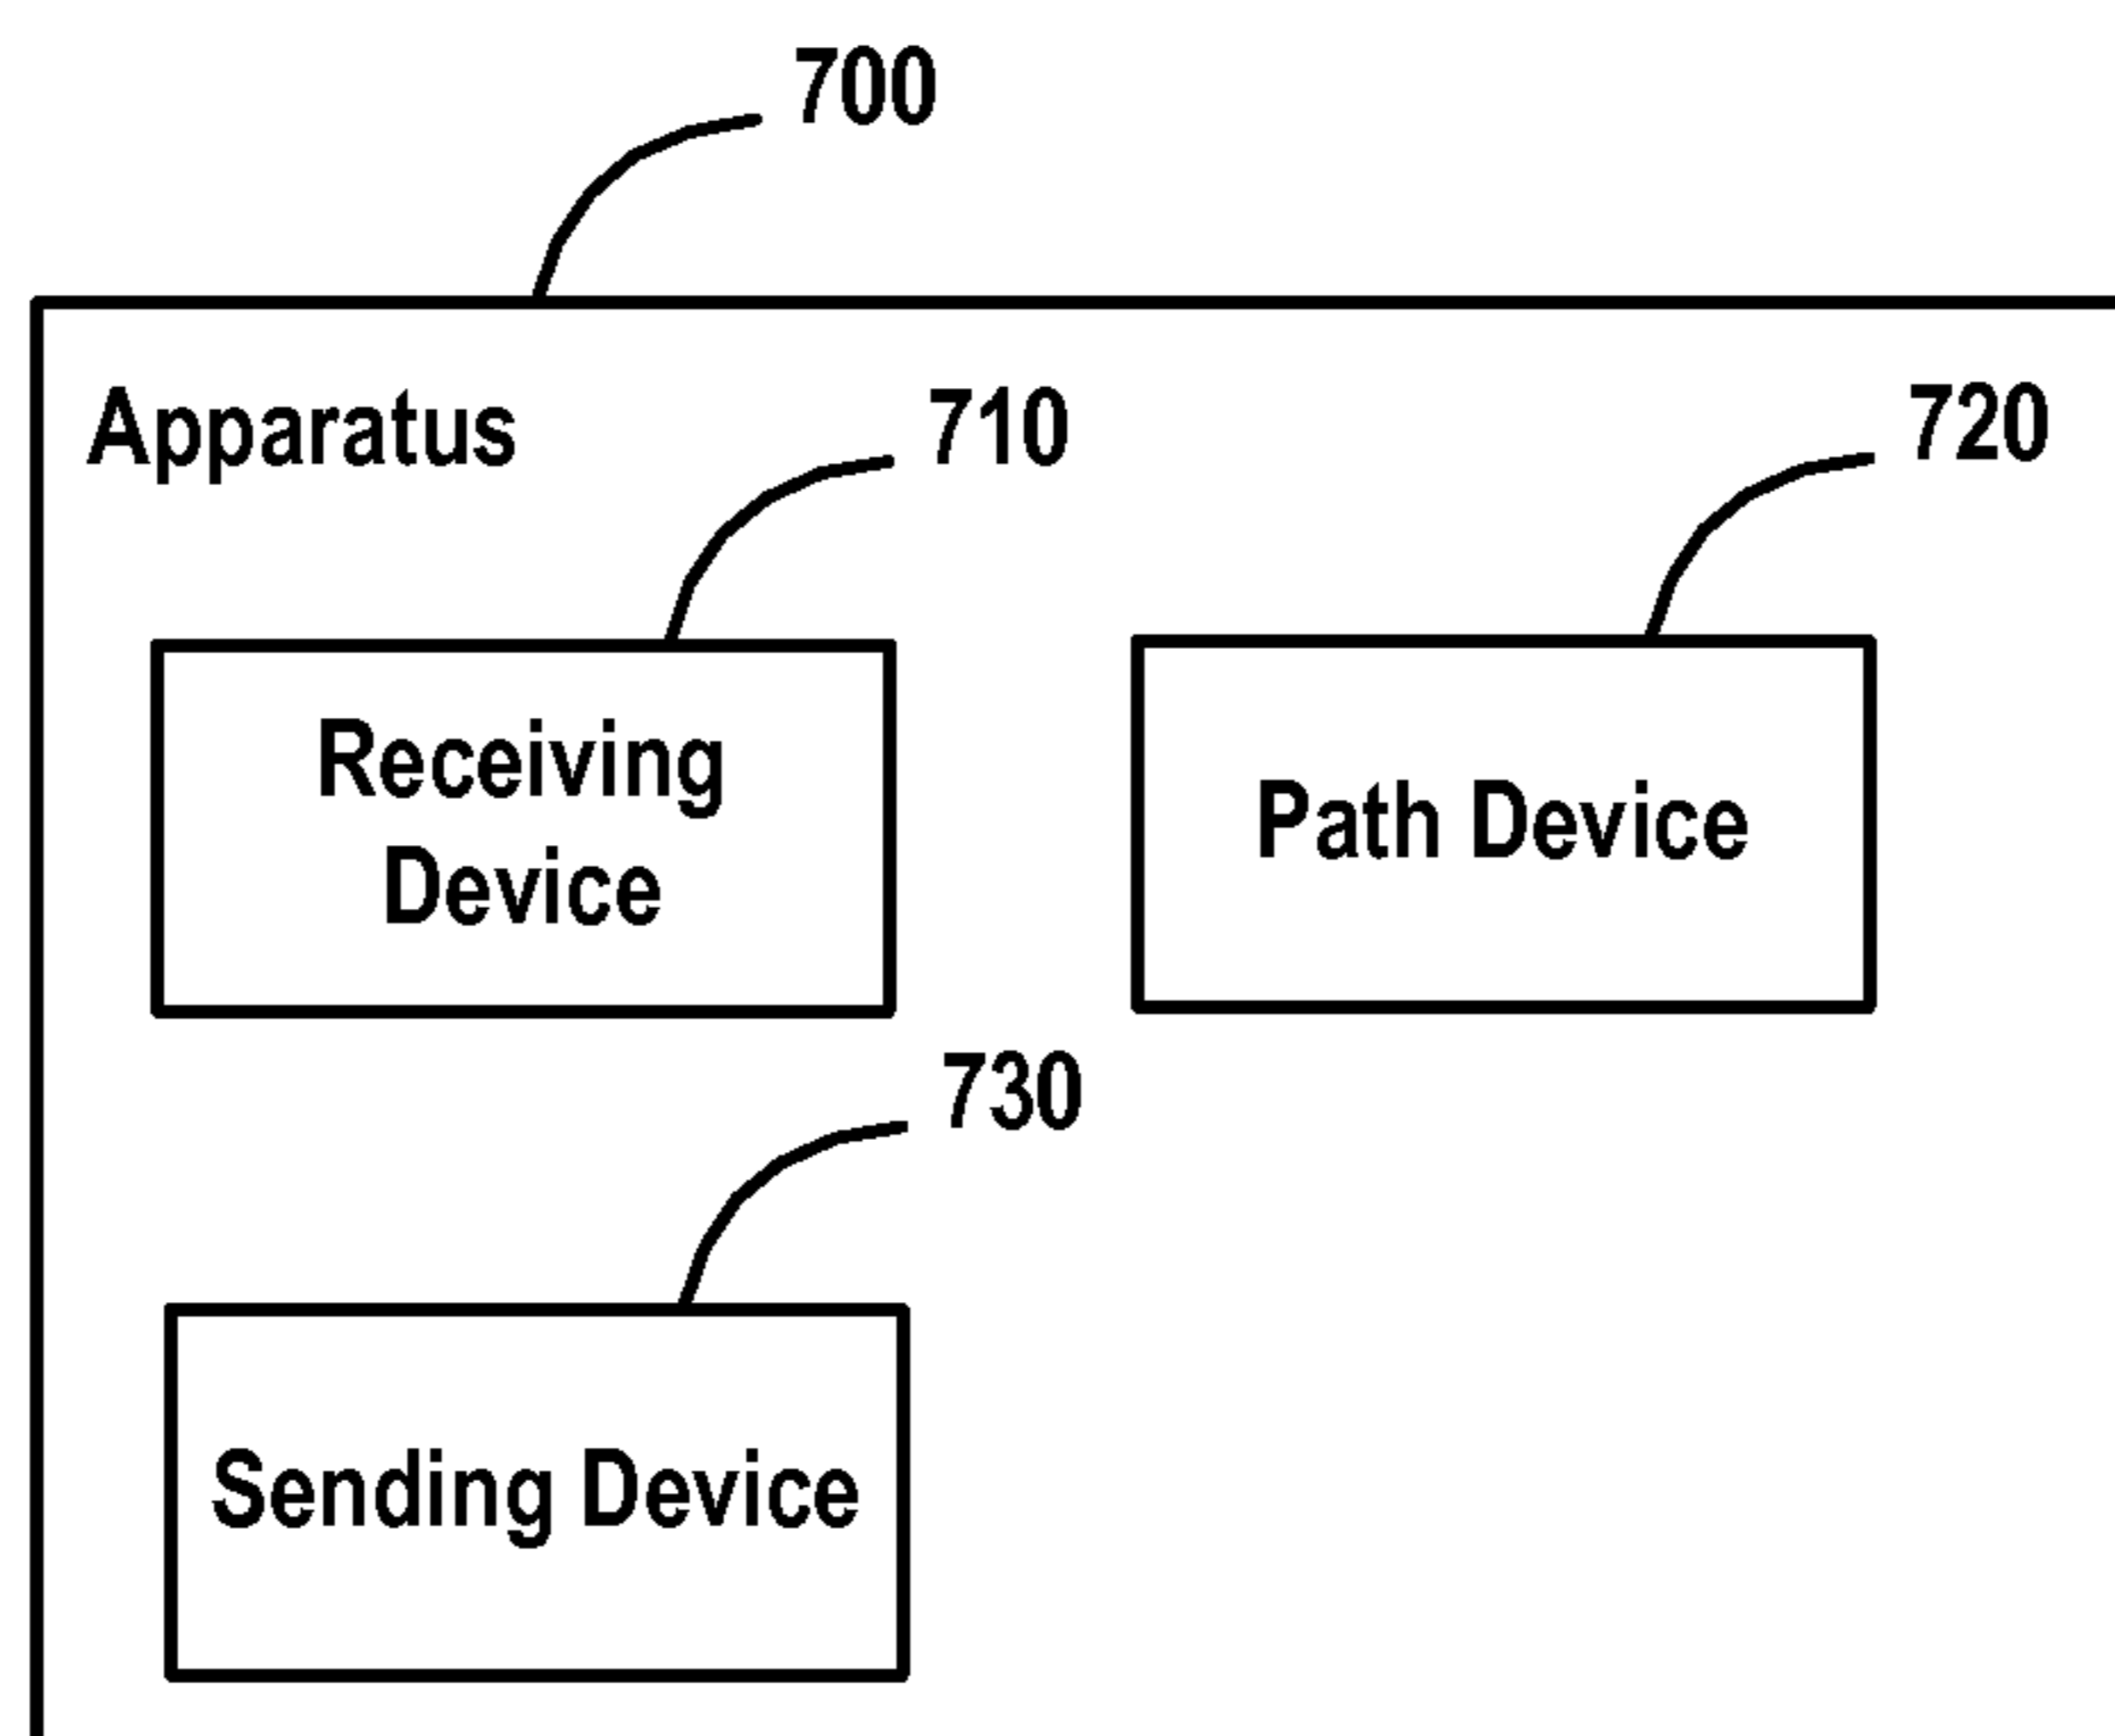 700
Apparatus
710
720
Receiving
Device
Path Device
730
Sending Device